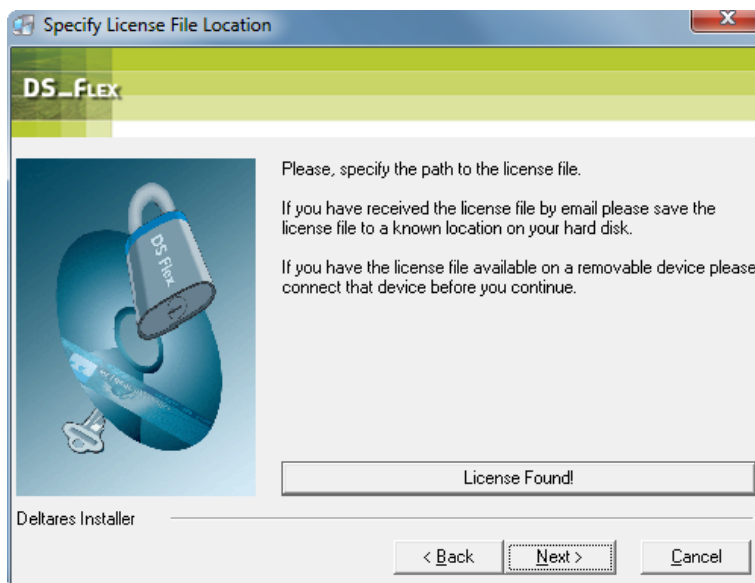 Specify License File Location
DS_FLEX
Please, specify the path to the license file.
If you have received the license file by email please save the
license file to a known location on your hard disk.
If you have the license file available on a removable device please
connect that device before you continue.
DS Flex
License Found!
Deltares Installer
< Back
Next >
Cancel